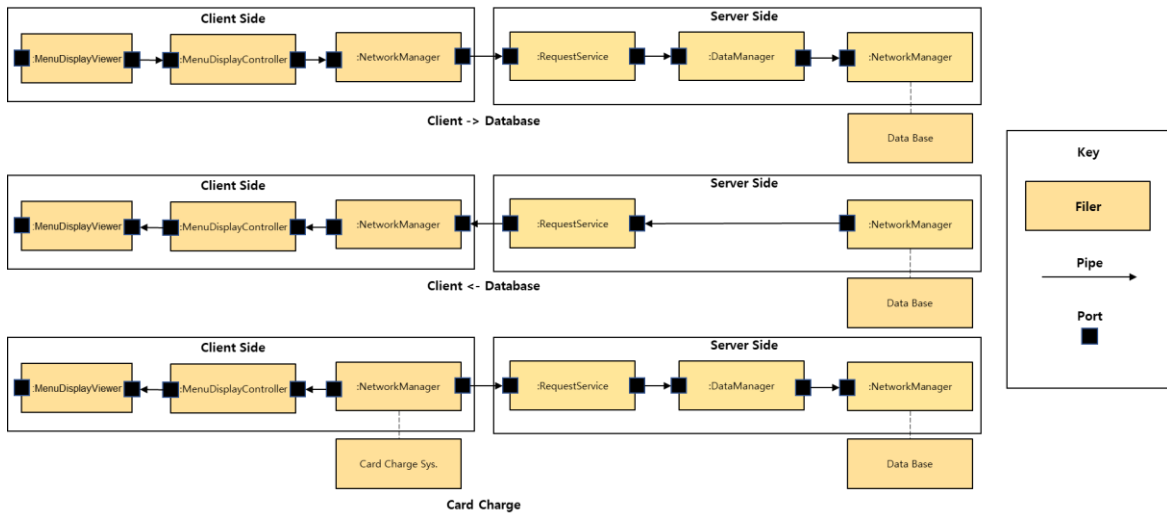 Client Side
Server Side
:MenuDisplayViewer
:MenuDisplayController
:NetworkManager
:RequestService
:DataManager
:NetworkManager
Client -> Database
Data Base
Client Side
Server Side
:MenuDisplayViewer
:MenuDisplayController
:NetworkManager
:RequestService
:NetworkManager
Client <- Database
Data Base
Client Side
Server Side
:MenuDisplayViewer
:MenuDisplayController
:NetworkManager
:RequestService
:DataManager
:NetworkManager
Card Charge Sys.
Data Base
Card Charge
Key
Filer
Pipe
Port